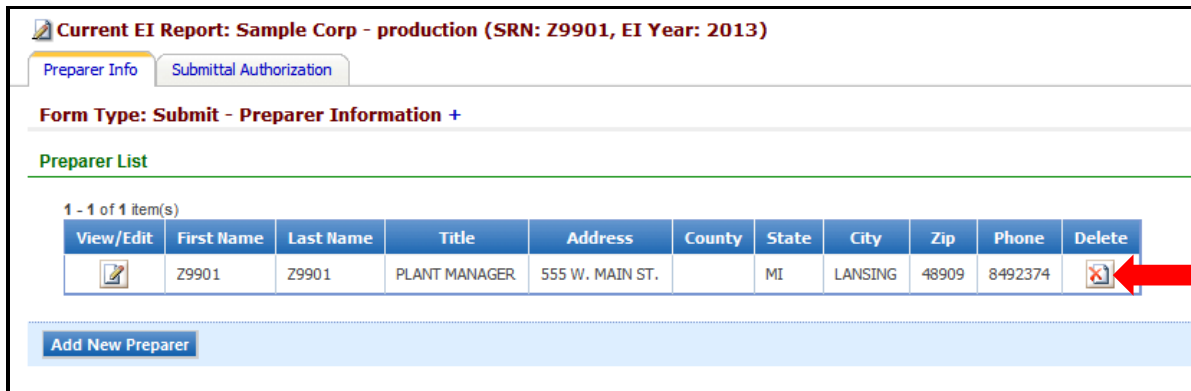 Current EI Report: Sample Corp - production (SRN: Z9901, EI Year: 2013)
Preparer Info Submittal Authorization
Form Type: Submit - Preparer Information +
Preparer List
1 - 1 of 1 item(s)
View/Edit First Name Last Name Title Address County State City Zip Phone Delete
Z9901 Z9901 PLANT MANAGER 555 W. MAIN ST. MI LANSING 48909 8492374
Add New Preparer